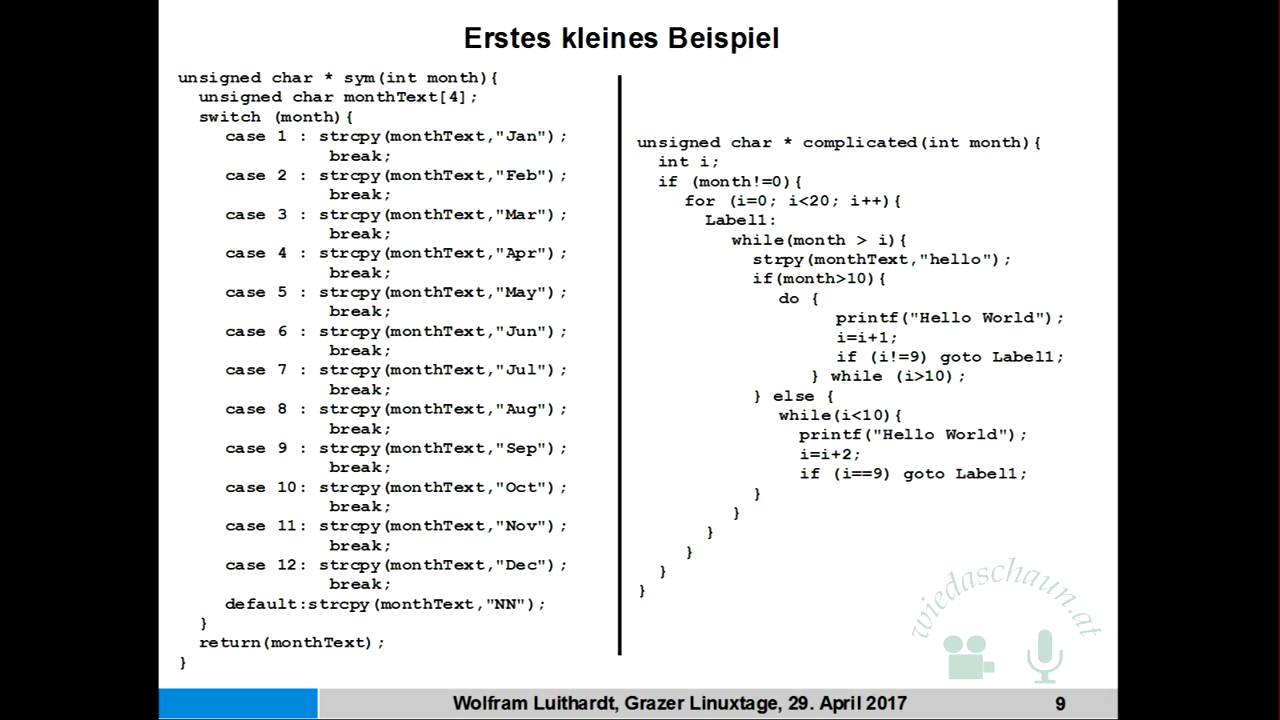 Erstes kleines Beispiel
unsigned char * sym(int month){
unsigned char monthText[4];
switch (month){
case 1 : strcpy(monthText,"Jan");
break;
case 2 : strcpy(monthText,"Feb");
break;
case 3 : strcpy(monthText,"Mar");
break;
case 4 : strcpy(monthText,"Apr");
break;
case 5 : strcpy(monthText,"May");
break;
case 6 : strcpy(monthText,"Jun");
break;
case 7 : strcpy(monthText,"Jul");
break;
case 8 : strcpy(monthText,"Aug");
break;
case 9 : strcpy(monthText,"Sep");
break;
case 10: strcpy(monthText,"Oct");
break;
case 11: strcpy(monthText,"Nov");
break;
case 12: strcpy(monthText,"Dec");
break;
default:strcpy(monthText,"NN");
}
return(monthText);
}
unsigned char * complicated(int month){
int i;
if (month!=0){
for (i=0; i<20; i++){
Label1:
while(month > i){
strpy(monthText,"hello");
if(month>10){
do {
printf("Hello World");
i=i+1;
if (i!=9) goto Label1;
} while (i>10);
} else {
while(i<10){
printf("Hello World");
i=i+2;
if (i==9) goto Label1;
}
}
}
}
}
}
wiedaschaun.at
Wolfram Luithardt, Grazer Linuxtage, 29. April 2017
9